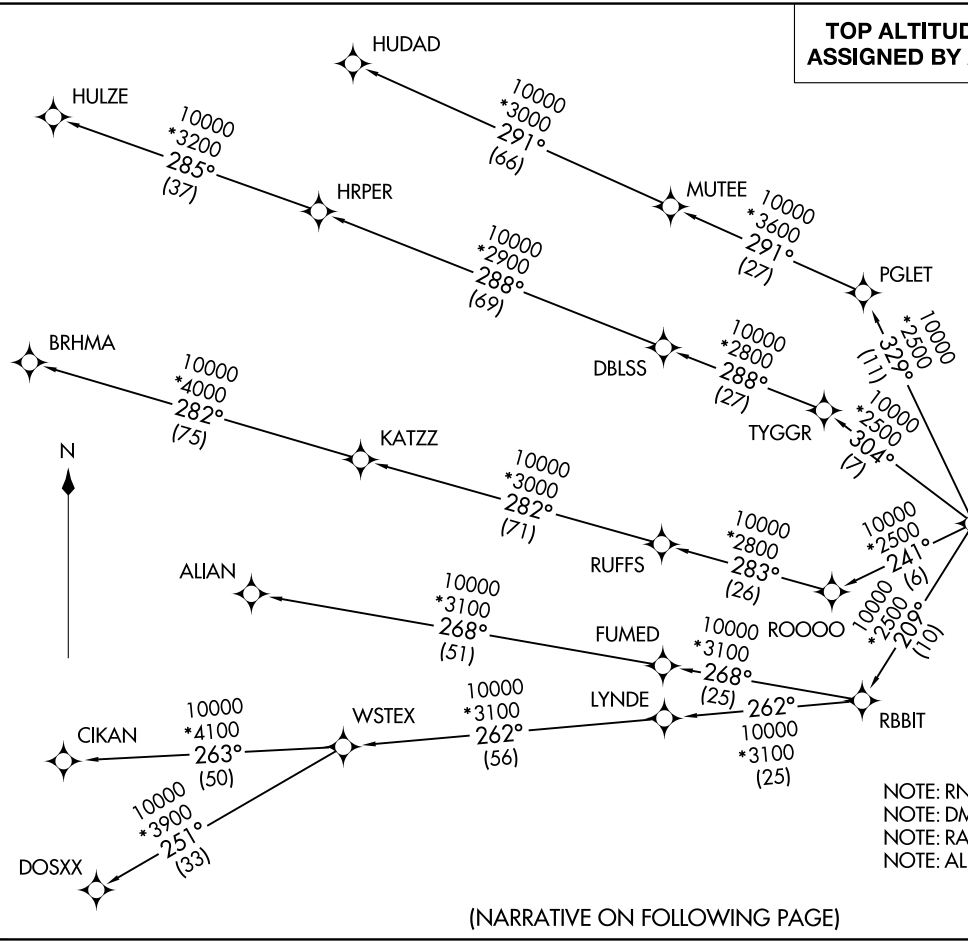 TOP ALTITUD
ASSIGNED BY
HUDAD
HULZE
10000
*3000
291°
(66)
10000
*3200
285°
(37)
HRPER
MUTEE
10000
*3600
291°
(27)
PGLET
10000
*2900
288°
(69)
10000
*2500
329°
(11)
BRHMA
DBLSS
10000
*2800
288°
(27)
TYGGR
10000
*2500
304°
(7)
10000
*4000
282°
(75)
KATZZ
N
10000
*3000
282°
(71)
RUFFS
10000
*2800
283°
(26)
ROOOO
10000
*2500
241°
(6)
10000
*2500
209°
(10)
ALIAN
10000
*3100
268°
(51)
FUMED
10000
*3100
268°
(25)
RBBIT
LYNDE
262°
10000
*3100
(25)
WSTEX
10000
*3100
262°
(56)
CIKAN
10000
*4100
263°
(50)
10000
*3900
251°
(33)
DOSXX
NOTE: RN
NOTE: DM
NOTE: RA
NOTE: AL
(NARRATIVE ON FOLLOWING PAGE)